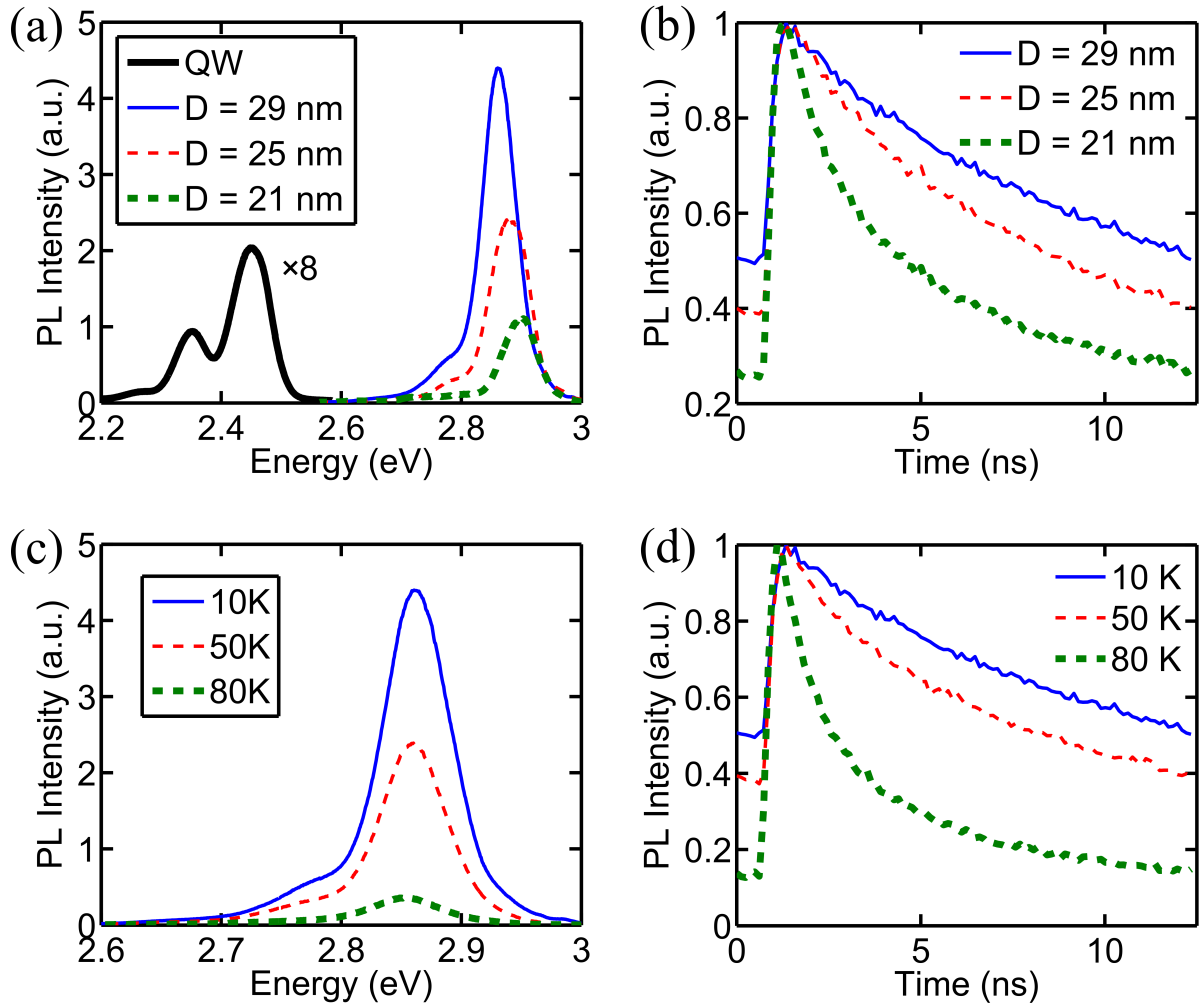 (a)
5
4
3
2
1
0
PL Intensity (a.u.)
QW
D = 29 nm
D = 25 nm
D = 21 nm
×8
2.2 2.4 2.6 2.8 3
Energy (eV)
(b)
1
0.8
0.6
0.4
0.2
PL Intensity (a.u.)
D = 29 nm
D = 25 nm
D = 21 nm
0 5 10
Time (ns)
(c)
5
4
3
2
1
0
PL Intensity (a.u.)
10K
50K
80K
2.6 2.7 2.8 2.9 3
Energy (eV)
(d)
1
0.8
0.6
0.4
0.2
0
PL Intensity (a.u.)
10 K
50 K
80 K
0 5 10
Time (ns)